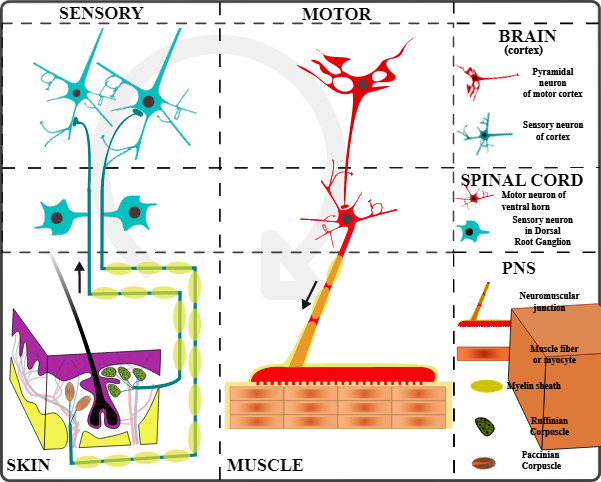 SENSORY
MOTOR
BRAIN
(cortex)
Pyramidal
neuron
of motor cortex
Sensory neuron
of cortex
SPINAL CORD
Motor neuron of
ventral horn
Sensory neuron
in Dorsal
Root Ganglion
PNS
Neuromuscular
junction
Muscle fiber
or myocyte
Myelin sheath
Ruffinian
Corpuscle
Paccinian
Corpuscle
SKIN
MUSCLE